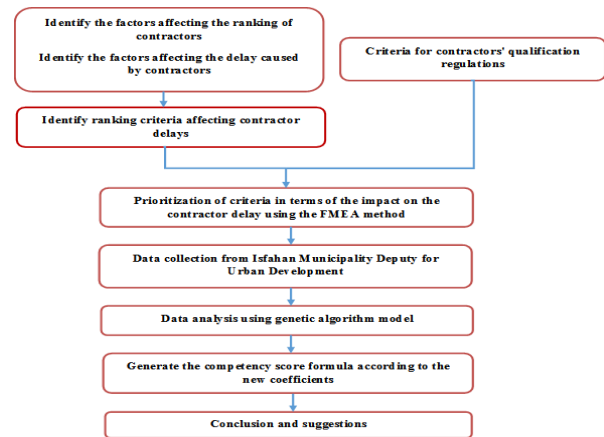 Identify the factors affecting the ranking of
contractors
Identify the factors affecting the delay caused
by contractors
Criteria for contractors' qualification
regulations
Identify ranking criteria affecting contractor
delays
Prioritization of criteria in terms of the impact on the
contractor delay using the FMEA method
Data collection from Isfahan Municipality Deputy for
Urban Development
Data analysis using genetic algorithm model
Generate the competency score formula according to the
new coefficients
Conclusion and suggestions